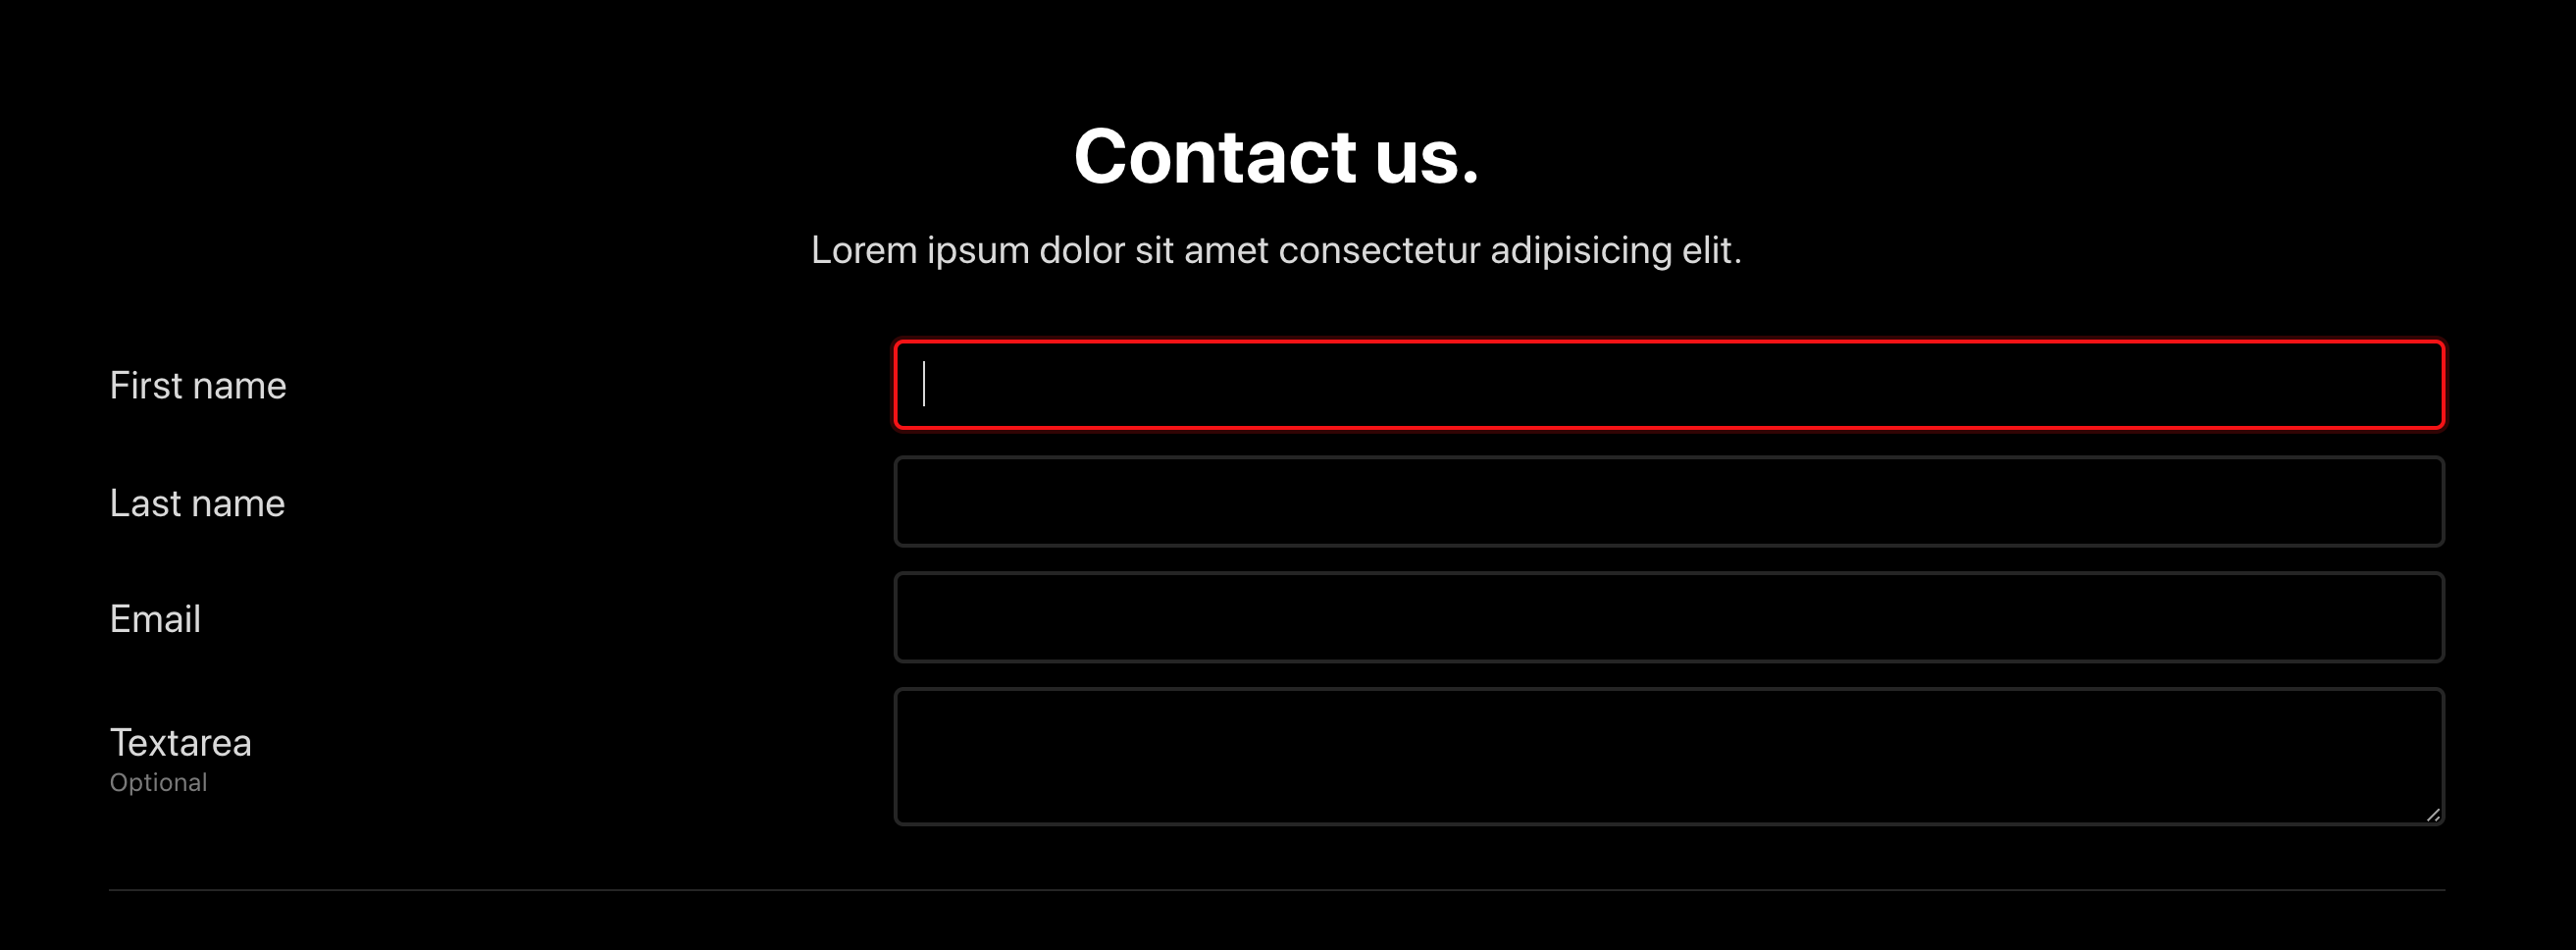 Contact us.
Lorem ipsum dolor sit amet consectetur adipisicing elit.
First name
Last name
Email
Textarea
Optional